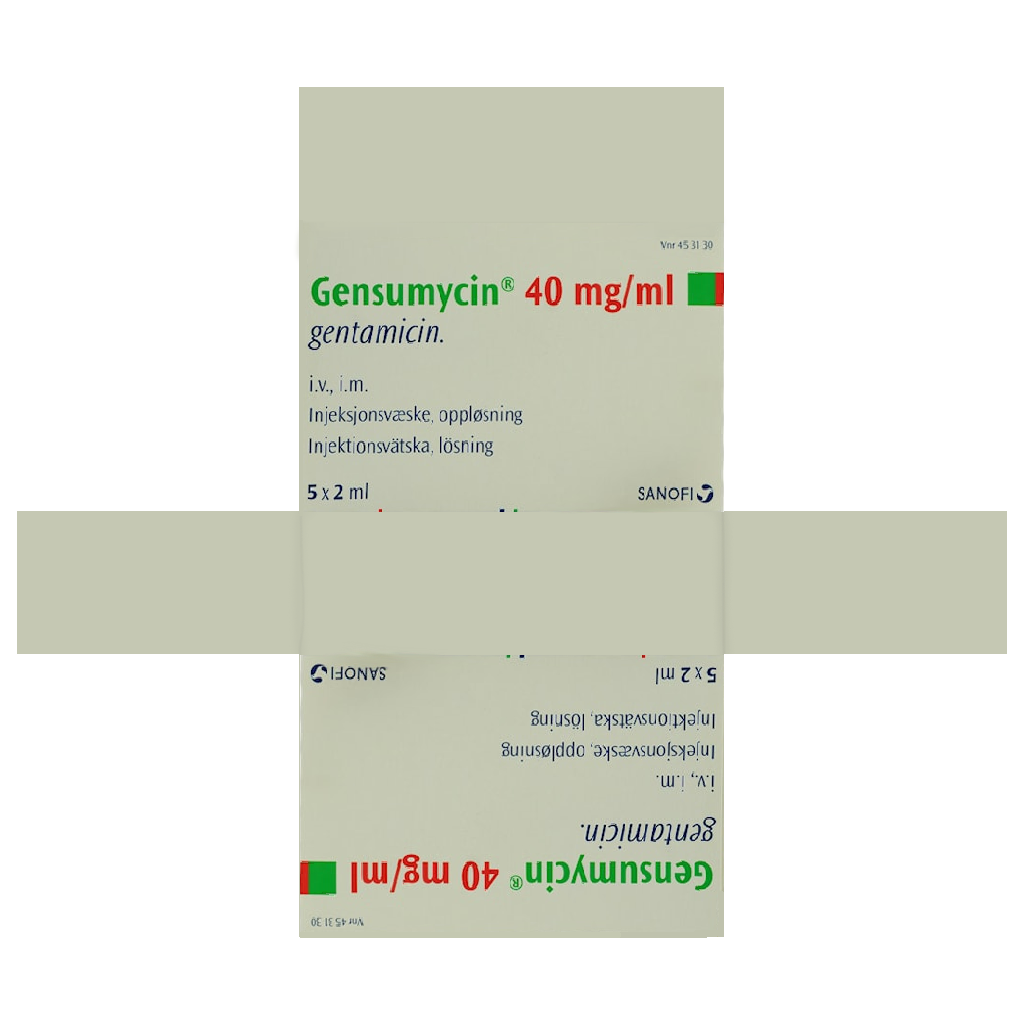 Vnr 45 31 30
Gensumycin® 40 mg/ml
gentamicin.
i.v., i.m.
Injeksjonsvæske, oppløsning
Injektionsvätska, lösning
5 x 2 ml SANOFI
5 x 2 ml SANOFI
Injektionsvätska, lösning
Injeksjonsvæske, oppløsning
i.v., i.m.
gentamicin.
Gensumycin® 40 mg/ml
Vnr 45 31 30